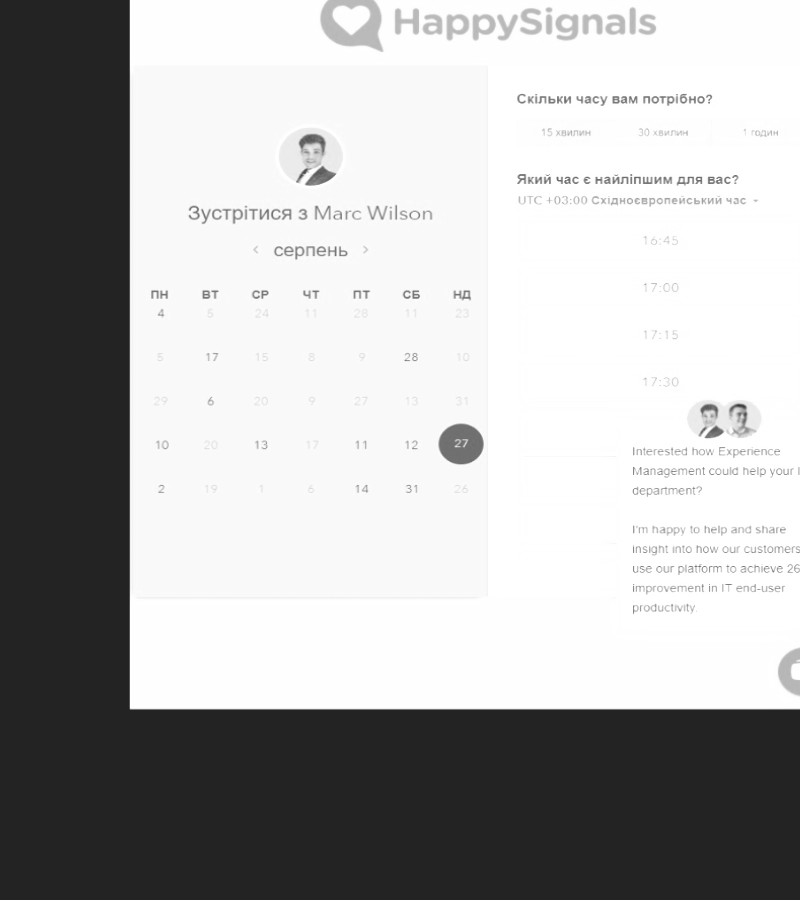 HappySignals
Зустрітися з Marc Wilson
< серпень >
ПН ВТ СР ЧТ ПТ СБ НД
4 5 24 11 28 11 23
5 17 15 8 9 28 10
29 6 20 9 27 13 31
10 20 13 17 11 12 27
2 19 1 6 14 31 26
Скільки часу вам потрібно?
15 хвилин 30 хвилин 1 годин
Який час є найліпшим для вас?
UTC +03:00 Східноєвропейський час
16:45
17:00
17:15
17:30
Interested how Experience
Management could help your
department?
I'm happy to help and share
insight into how our customers
use our platform to achieve 26
improvement in IT end-user
productivity.